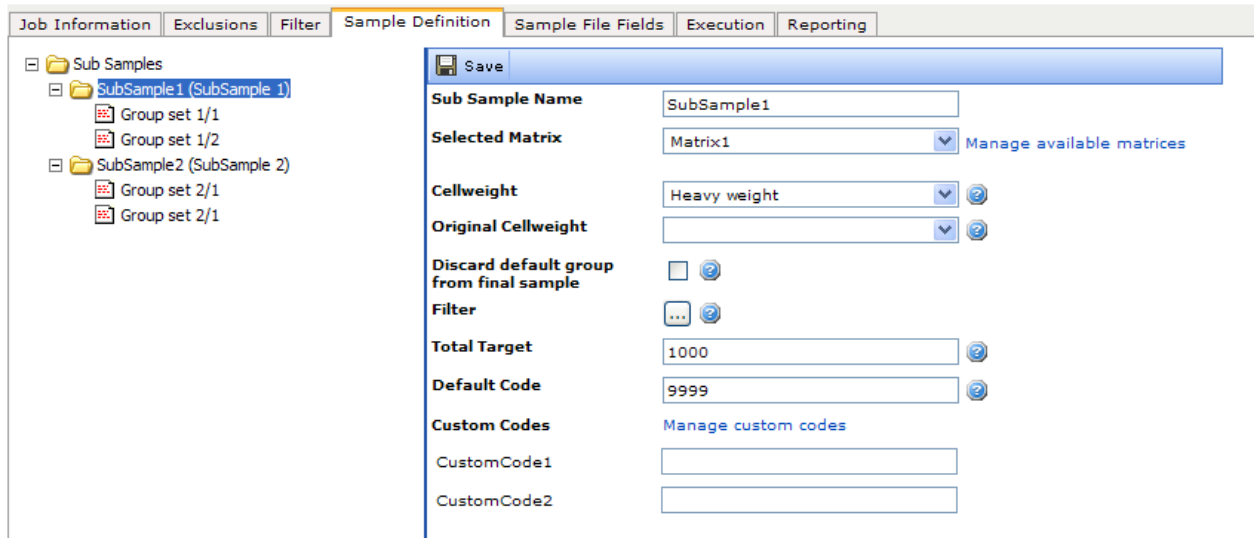 Job Information Exclusions Filter Sample Definition Sample File Fields Execution Reporting
Sub Samples
SubSample1 (SubSample 1)
Group set 1/1
Group set 1/2
SubSample2 (SubSample 2)
Group set 2/1
Group set 2/1
Save
Sub Sample Name SubSample1
Selected Matrix Matrix1 Manage available matrices
Cellweight Heavy weight
Original Cellweight
Discard default group
from final sample
Filter ...
Total Target 1000
Default Code 9999
Custom Codes Manage custom codes
CustomCode1
CustomCode2